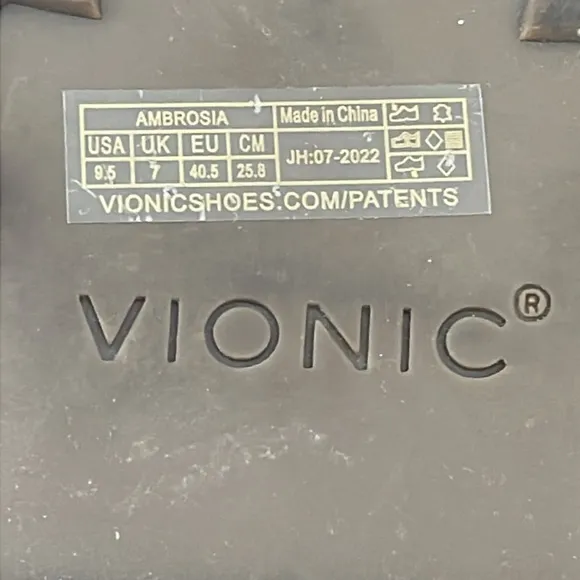 AMBROSIA
USA UK EU CM
9.5 7 40.5 25.8
Made in China
JH:07-2022
VIONICSHOES.COM/PATENTS
VIONIC®